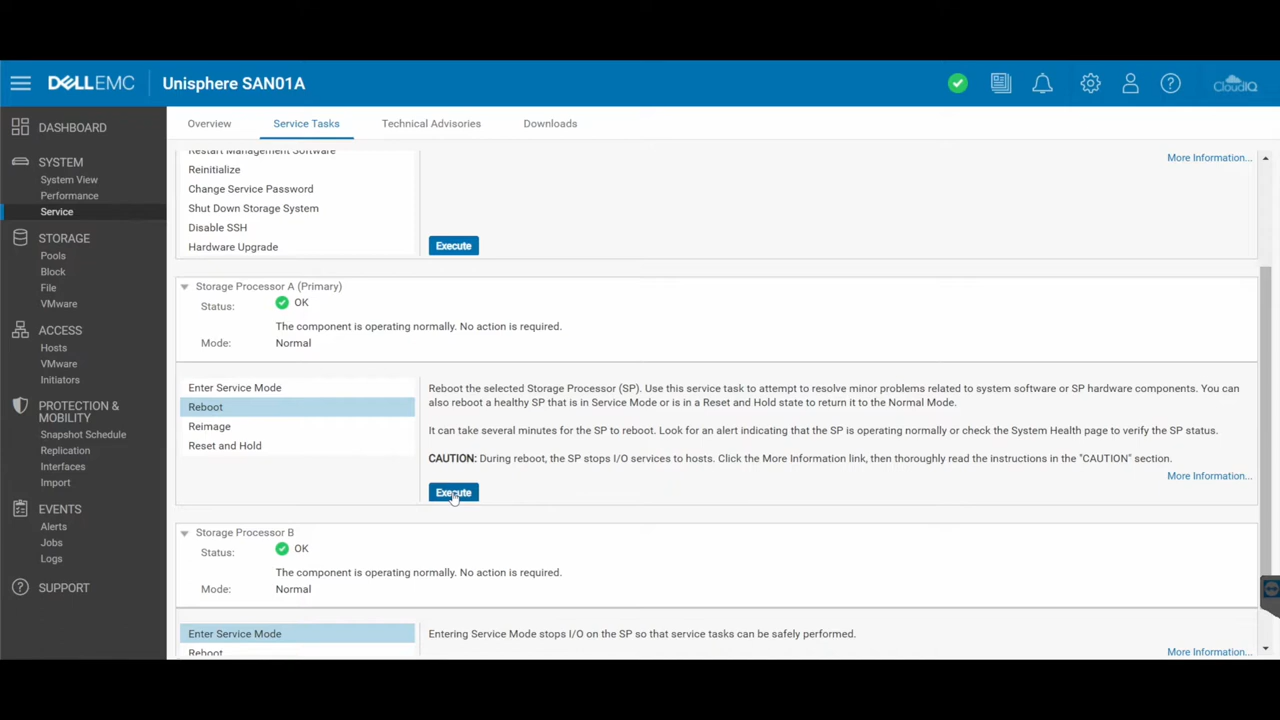 DELLEMC
Unisphere SAN01A
CloudIQ
DASHBOARD
SYSTEM
System View
Performance
Service
STORAGE
Pools
Block
File
VMware
ACCESS
Hosts
VMware
Initiators
PROTECTION &
MOBILITY
Snapshot Schedule
Replication
Interfaces
Import
EVENTS
Alerts
Jobs
Logs
SUPPORT
Overview
Service Tasks
Technical Advisories
Downloads
Restart Management Software
Reinitialize
Change Service Password
Shut Down Storage System
Disable SSH
Hardware Upgrade
More Information...
Execute
Storage Processor A (Primary)
Status: OK
The component is operating normally. No action is required.
Mode: Normal
Enter Service Mode
Reboot
Reimage
Reset and Hold
Reboot the selected Storage Processor (SP). Use this service task to attempt to resolve minor problems related to system software or SP hardware components. You can
also reboot a healthy SP that is in Service Mode or is in a Reset and Hold state to return it to the Normal Mode.
It can take several minutes for the SP to reboot. Look for an alert indicating that the SP is operating normally or check the System Health page to verify the SP status.
CAUTION: During reboot, the SP stops I/O services to hosts. Click the More Information link, then thoroughly read the instructions in the "CAUTION" section.
More Information...
Execute
Storage Processor B
Status: OK
The component is operating normally. No action is required.
Mode: Normal
Enter Service Mode
Reboot
Entering Service Mode stops I/O on the SP so that service tasks can be safely performed.
More Information...